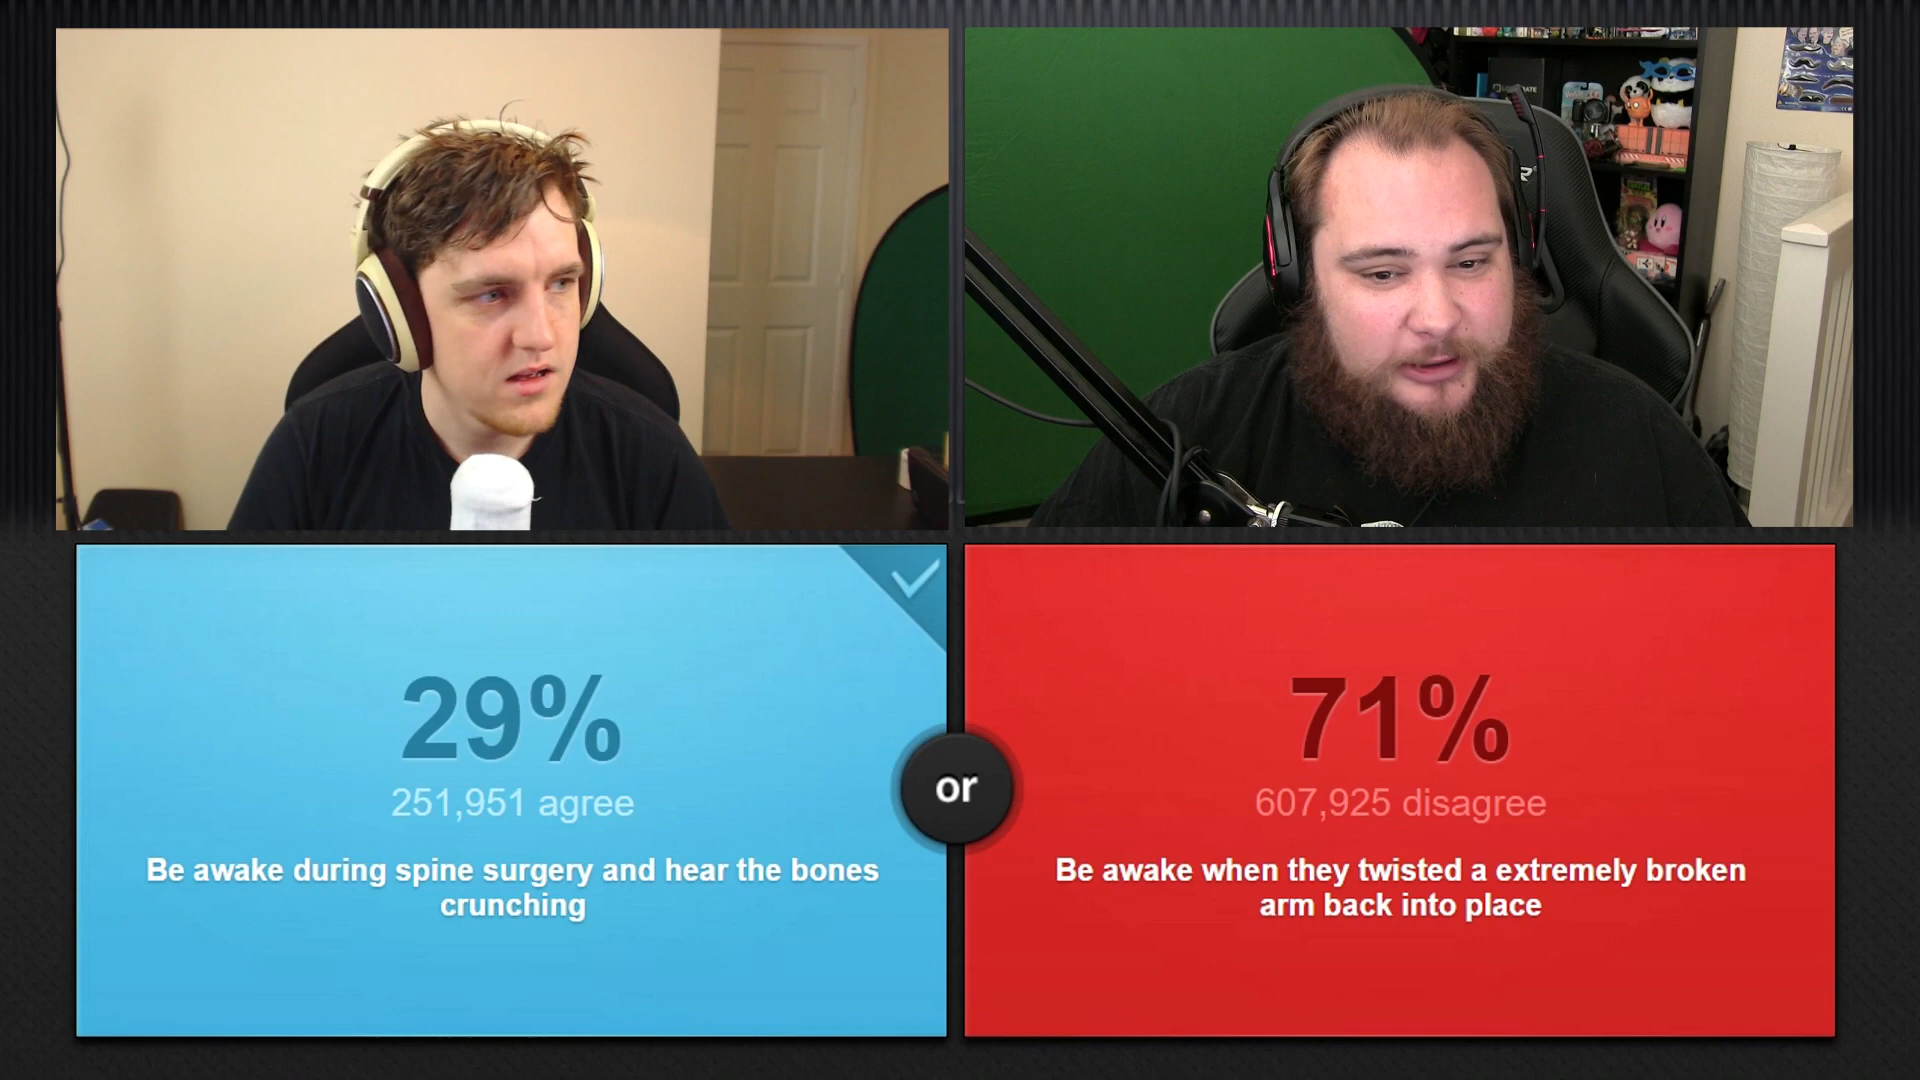 29%
251,951 agree
Be awake during spine surgery and hear the bones
crunching
or
71%
607,925 disagree
Be awake when they twisted a extremely broken
arm back into place